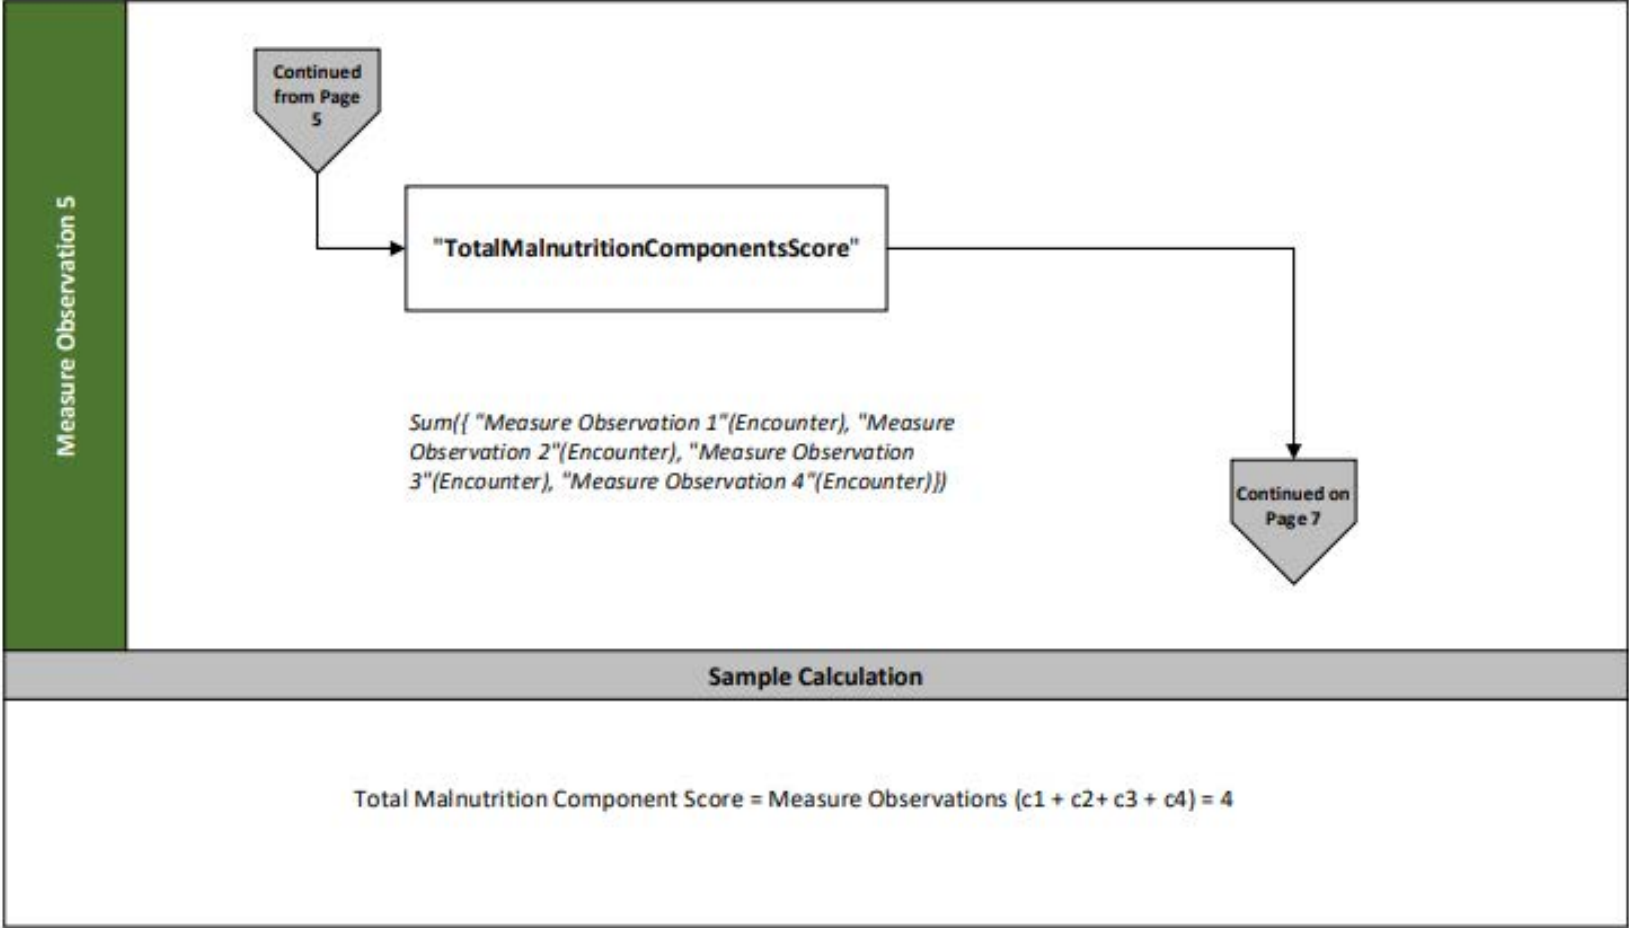 Measure Observation 5
Continued
from Page
5
"TotalMalnutritionComponentsScore"
Sum({ "Measure Observation 1"(Encounter), "Measure
Observation 2"(Encounter), "Measure Observation
3"(Encounter), "Measure Observation 4"(Encounter)})
Continued on
Page 7
Sample Calculation
Total Malnutrition Component Score = Measure Observations (c1 + c2+ c3 + c4) = 4